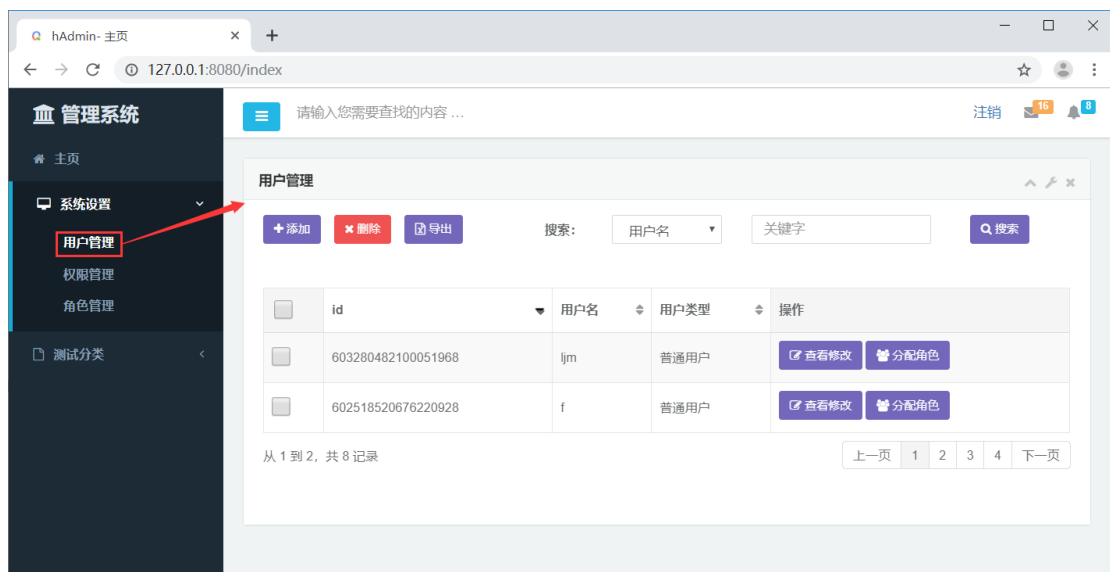 hAdmin- 主页
127.0.0.1:8080/index
管理系统
请输入您需要查找的内容 …
注销
16
8
主页
系统设置
用户管理
权限管理
角色管理
测试分类
用户管理
添加
删除
导出
搜索：
用户名
关键字
搜索
id 用户名 用户类型 操作
603280482100051968 ljm 普通用户 查看修改 分配角色
602518520676220928 f 普通用户 查看修改 分配角色
从 1 到 2，共 8 记录
上一页 1 2 3 4 下一页